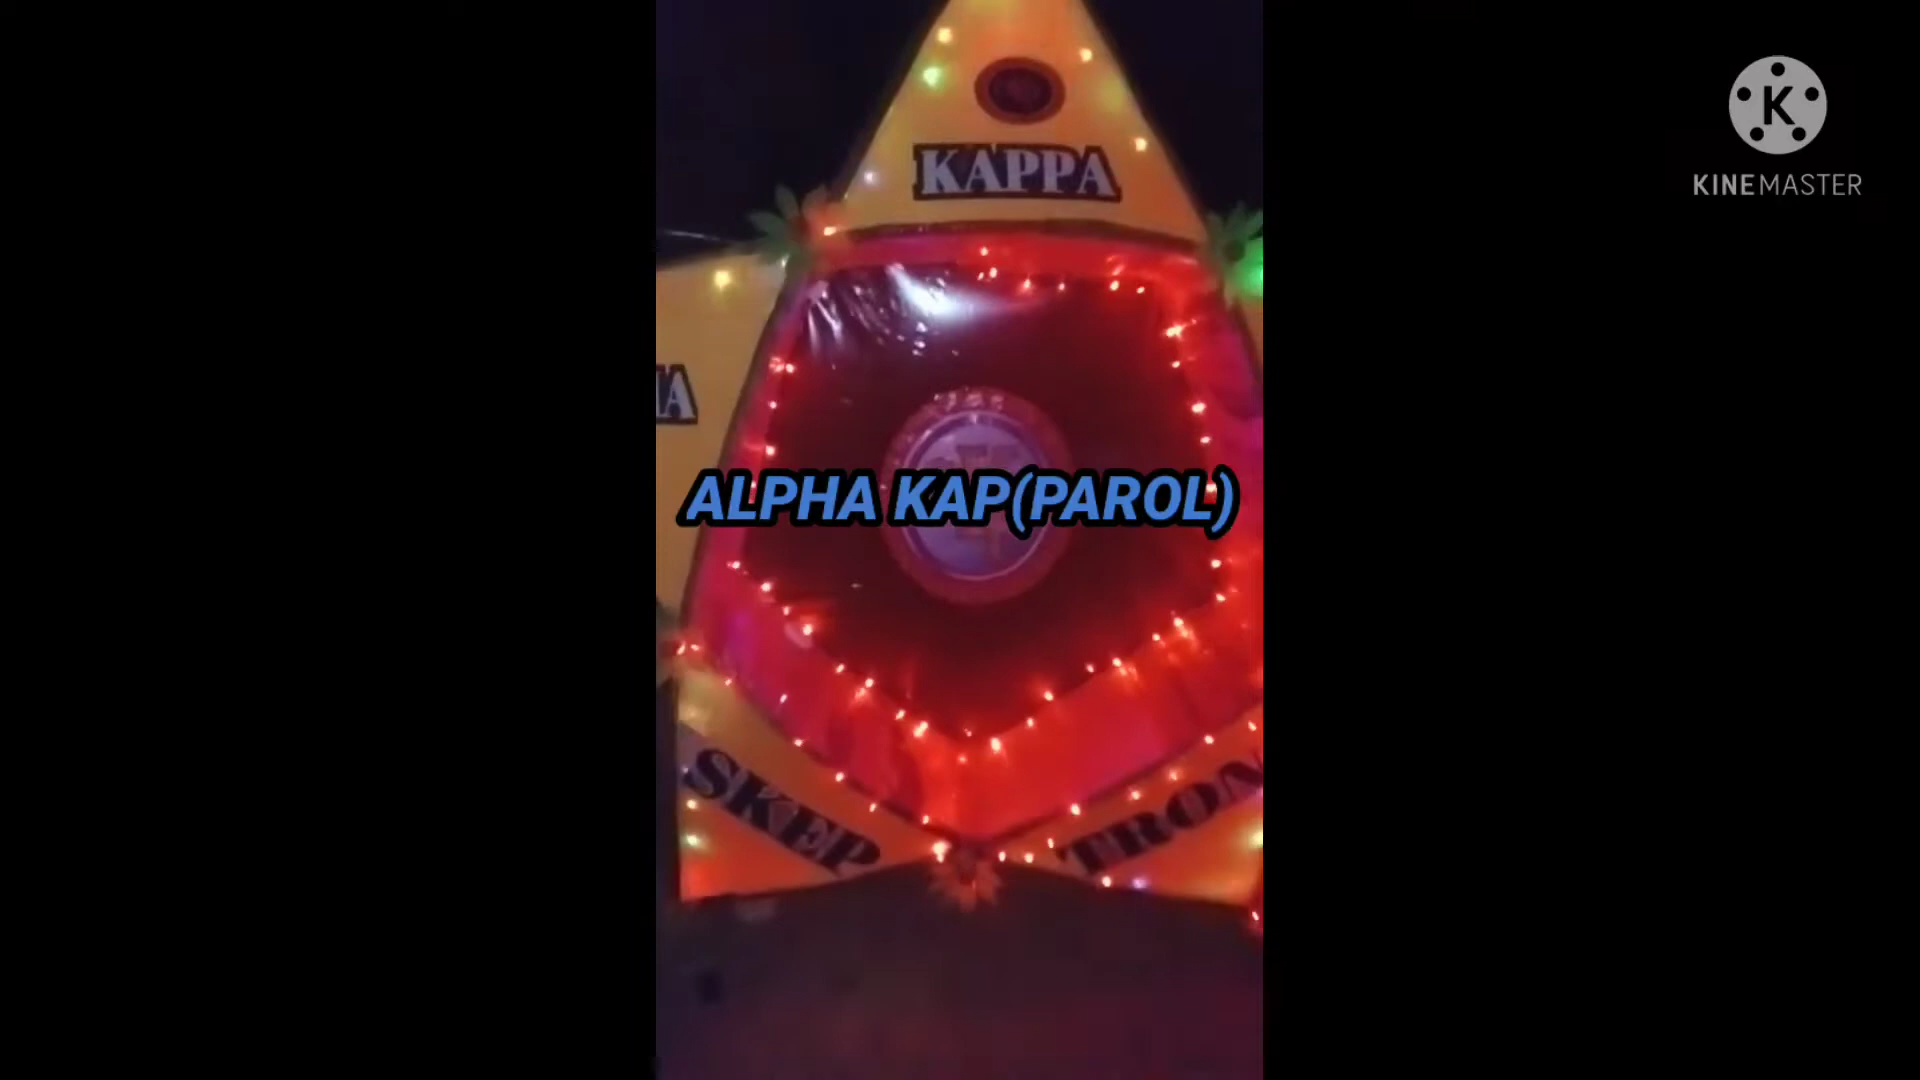 KAPPA
ALPHA KAP(PAROL)
SKEP
TRON
K
KINEMASTER